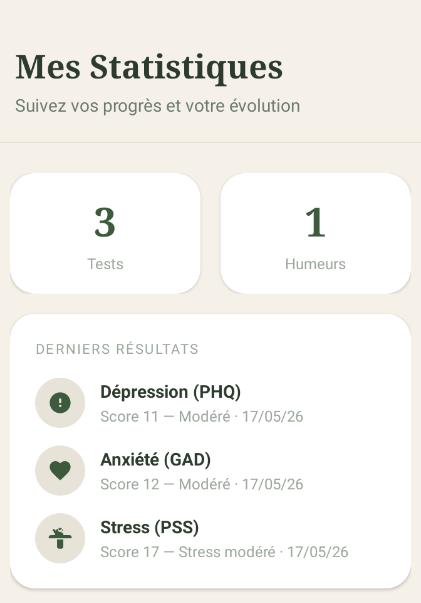 Mes Statistiques
Suivez vos progrès et votre évolution
3
Tests
1
Humeurs
DERNIERS RÉSULTATS
Dépression (PHQ)
Score 11 — Modéré · 17/05/26
Anxiété (GAD)
Score 12 — Modéré · 17/05/26
Stress (PSS)
Score 17 — Stress modéré · 17/05/26